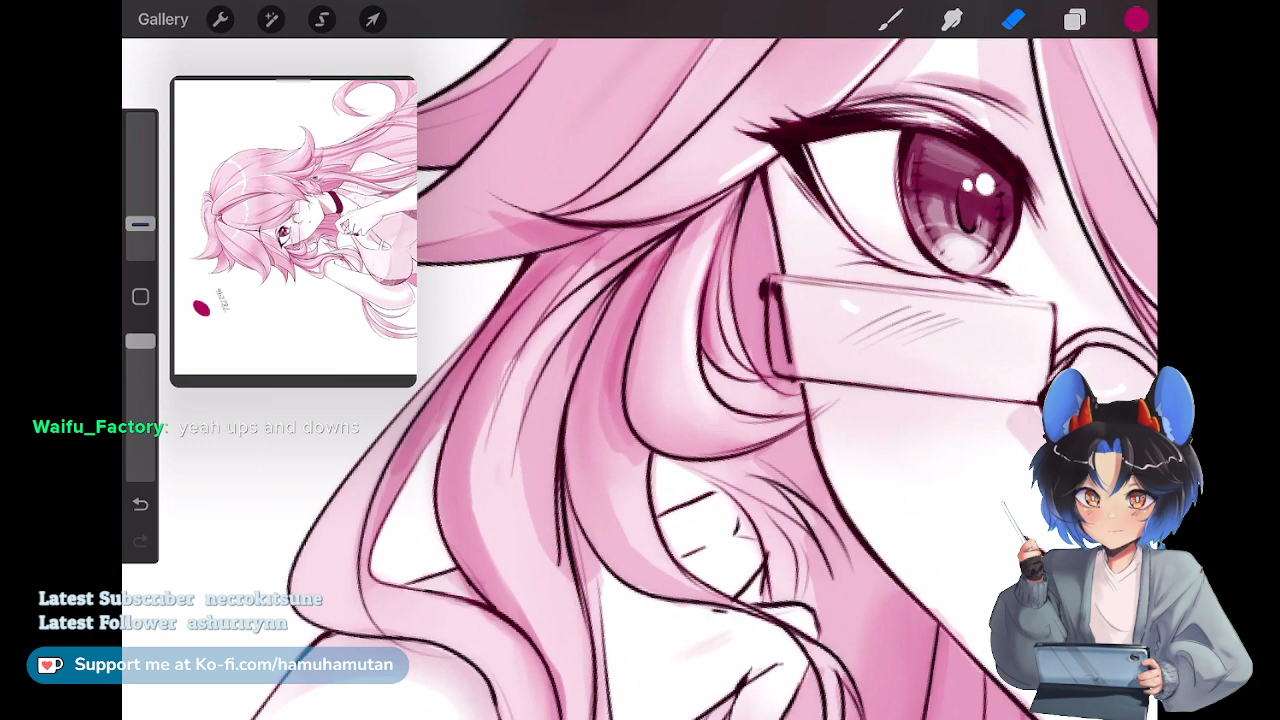 Gallery
Waifu_Factory: yeah ups and downs
Latest Subscriber necrokitsune
Latest Follower ashurirynn
Support me at Ko-fi.com/hamuhamutan